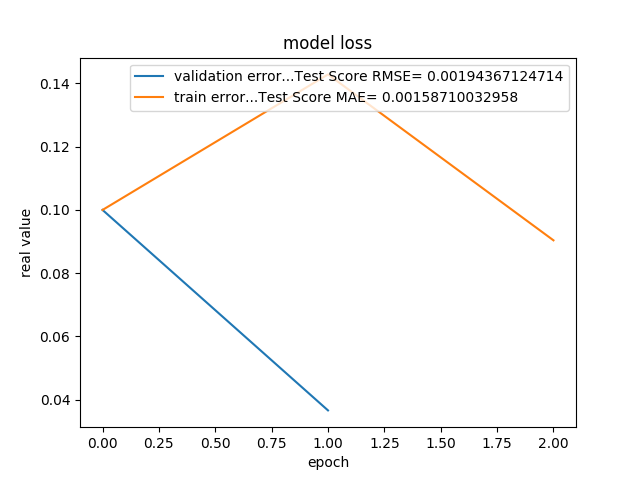 model loss
validation error...Test Score RMSE= 0.00194367124714
train error...Test Score MAE= 0.00158710032958
0.14
0.12
0.10
0.08
0.06
0.04
real value
0.00 0.25 0.50 0.75 1.00 1.25 1.50 1.75 2.00
epoch